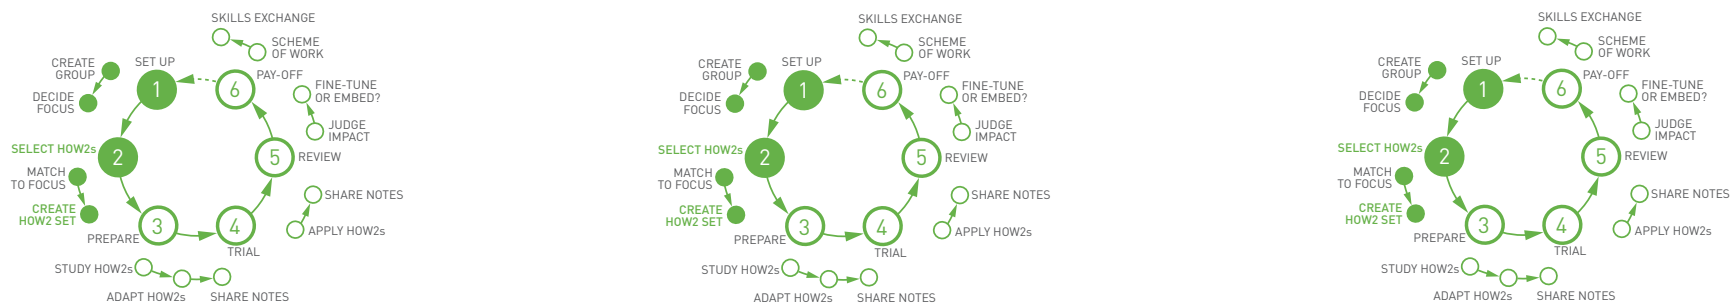 SKILLS EXCHANGE
SCHEME
OF WORK
CREATE
GROUP
SET UP
PAY-OFF
DECIDE
FOCUS
1
6
FINE-TUNE
OR EMBED?
JUDGE
IMPACT
SELECT HOW2s
2
5
REVIEW
MATCH
TO FOCUS
CREATE
HOW2 SET
SHARE NOTES
3
4
APPLY HOW2s
PREPARE
TRIAL
STUDY HOW2s
ADAPT HOW2s
SHARE NOTES
SKILLS EXCHANGE
SCHEME
OF WORK
CREATE
GROUP
SET UP
PAY-OFF
DECIDE
FOCUS
1
6
FINE-TUNE
OR EMBED?
JUDGE
IMPACT
SELECT HOW2s
2
5
REVIEW
MATCH
TO FOCUS
CREATE
HOW2 SET
SHARE NOTES
3
4
APPLY HOW2s
PREPARE
TRIAL
STUDY HOW2s
ADAPT HOW2s
SHARE NOTES
SKILLS EXCHANGE
SCHEME
OF WORK
CREATE
GROUP
SET UP
PAY-OFF
DECIDE
FOCUS
1
6
FINE-TUNE
OR EMBED?
JUDGE
IMPACT
SELECT HOW2s
2
5
REVIEW
MATCH
TO FOCUS
CREATE
HOW2 SET
SHARE NOTES
3
4
APPLY HOW2s
PREPARE
TRIAL
STUDY HOW2s
ADAPT HOW2s
SHARE NOTES